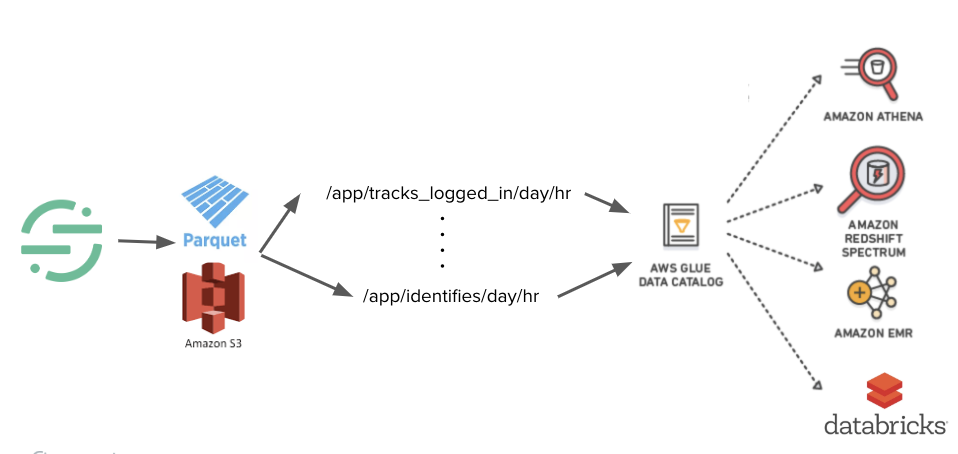 Parquet
Amazon S3
/app/tracks_logged_in/day/hr
/app/identifies/day/hr
AWS GLUE
DATA CATALOG
AMAZON ATHENA
AMAZON
REDSHIFT
SPECTRUM
AMAZON EMR
databricks